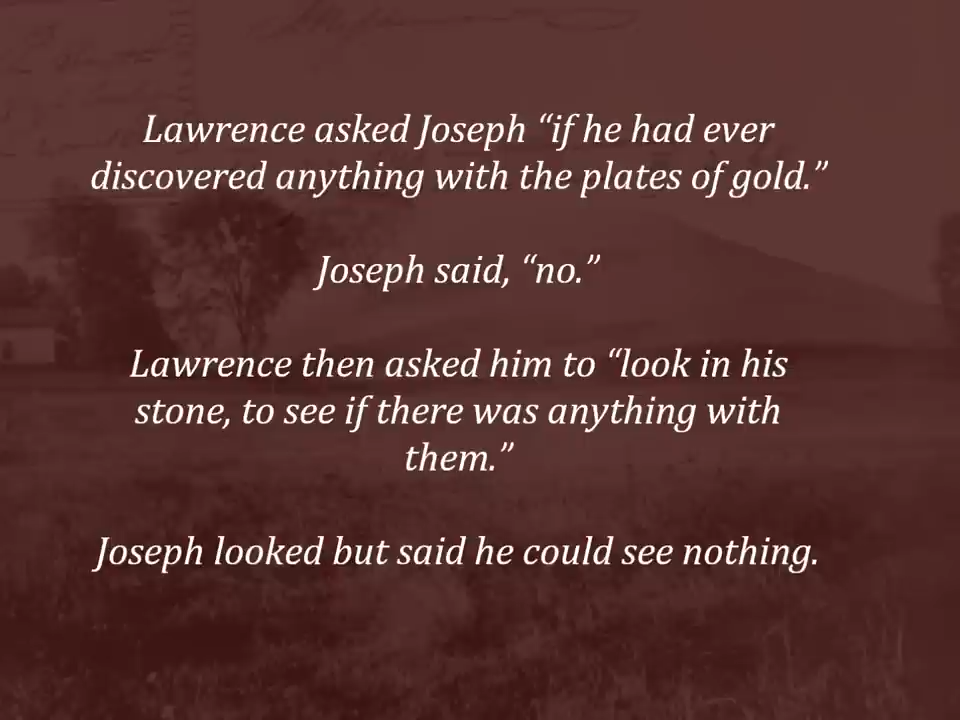 Lawrence asked Joseph “if he had ever
discovered anything with the plates of gold.”
Joseph said, “no.”
Lawrence then asked him to “look in his
stone, to see if there was anything with
them.”
Joseph looked but said he could see nothing.